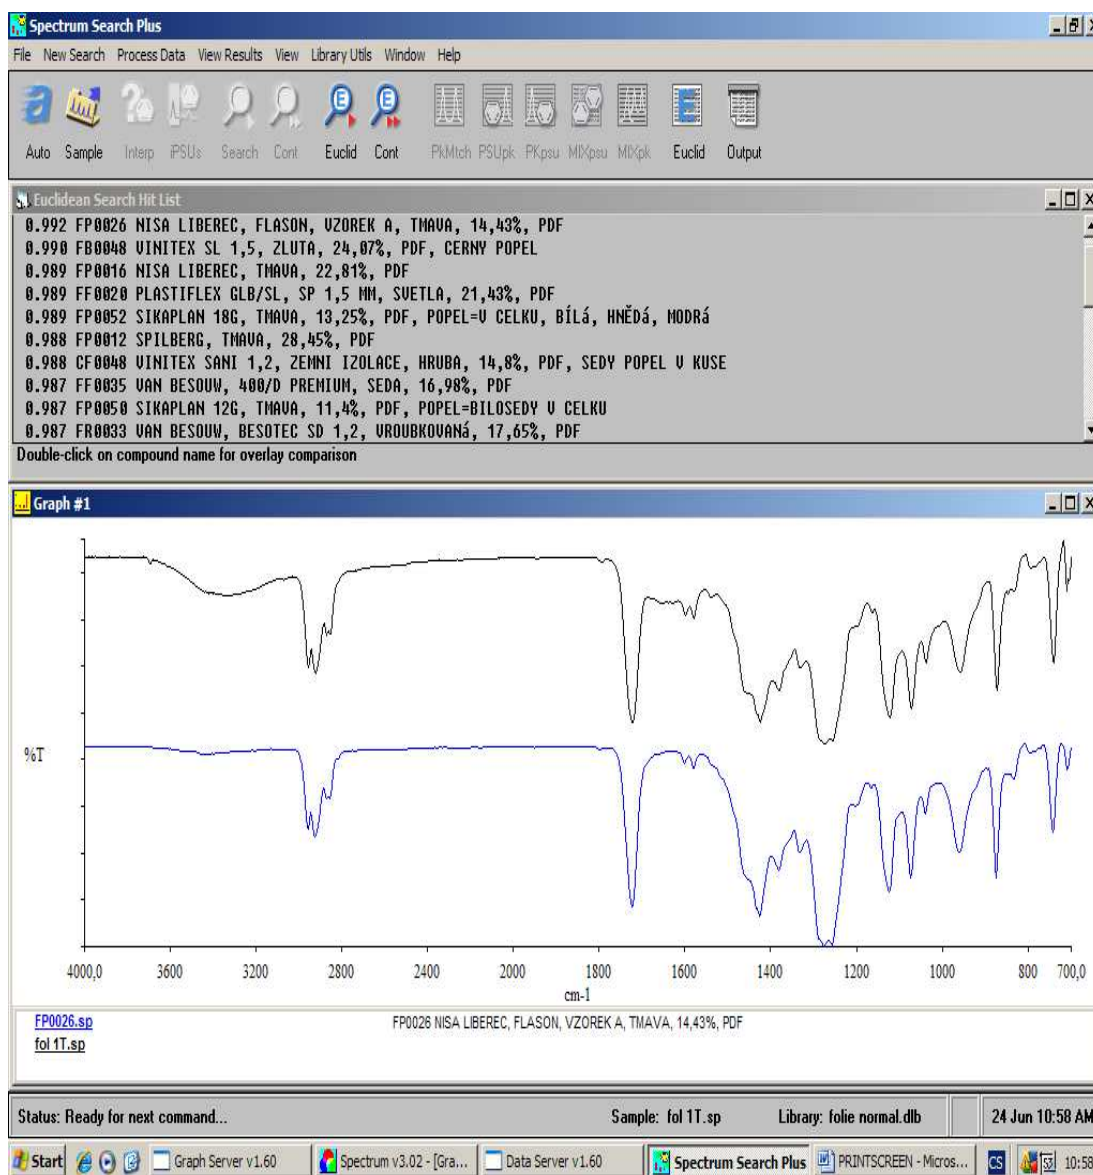 Spectrum Search Plus
File New Search Process Data View Results View Library Utils Window Help
Auto Sample Interp iPSUs Search Cont Euclid Cont PkMtch PSUpk PKpsu MIXpsu MIXpk Euclid Output
Euclidean Search Hit List
0.992 FP0026 NISA LIBEREC, FLASON, VZOREK A, TMAVA, 14,43%, PDF
0.990 FB0048 VINITEX SL 1,5, ZLUTA, 24,07%, PDF, CERNY POPEL
0.989 FP0016 NISA LIBEREC, TMAVA, 22,81%, PDF
0.989 FF0020 PLASTIFLEX GLB/SL, SP 1,5 MM, SVETLA, 21,43%, PDF
0.989 FP0052 SIKAPLAN 18G, TMAVA, 13,25%, PDF, POPEL=V CELKU, BÍLá, HNĚDá, MODRá
0.988 FP0012 SPILBERG, TMAVA, 28,45%, PDF
0.988 CF0048 VINITEX SANI 1,2, ZEMNI IZOLACE, HRUBA, 14,8%, PDF, SEDY POPEL V KUSE
0.987 FF0035 VAN BESOUW, 400/D PREMIUM, SEDA, 16,98%, PDF
0.987 FP0050 SIKAPLAN 12G, TMAVA, 11,4%, PDF, POPEL=BILOSEDY V CELKU
0.987 FR0033 VAN BESOUW, BESOTEC SD 1,2, VROUBKOVANá, 17,65%, PDF
Double-click on compound name for overlay comparison
Graph #1
%T
4000,0 3600 3200 2800 2400 2000 1800 1600 1400 1200 1000 800 700,0
cm-1
FP0026.sp FP0026 NISA LIBEREC, FLASON, VZOREK A, TMAVA, 14,43%, PDF
fol 1T.sp
Status: Ready for next command... Sample: fol 1T.sp Library: folie normal.dlb 24 Jun 10:58 AM
Start Graph Server v1.60 Spectrum v3.02 - [Gra... Data Server v1.60 Spectrum Search Plus PRINTSCREEN - Micros... CS 10:58